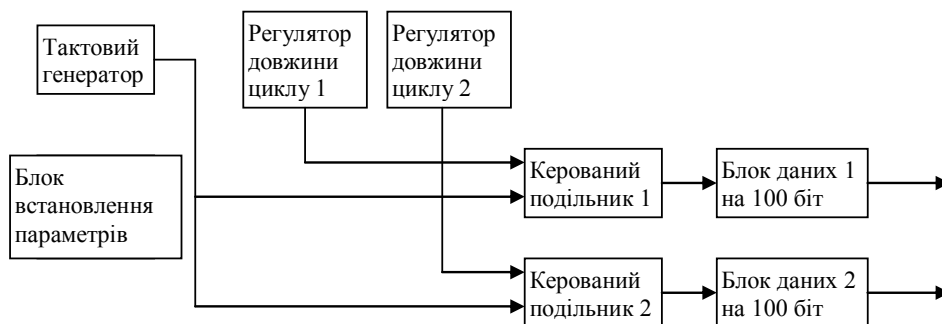 Тактовий
генератор
Регулятор
довжини
циклу 1
Регулятор
довжини
циклу 2
Блок
встановлення
параметрів
Керований
подільник 1
Блок даних 1
на 100 біт
Керований
подільник 2
Блок даних 2
на 100 біт